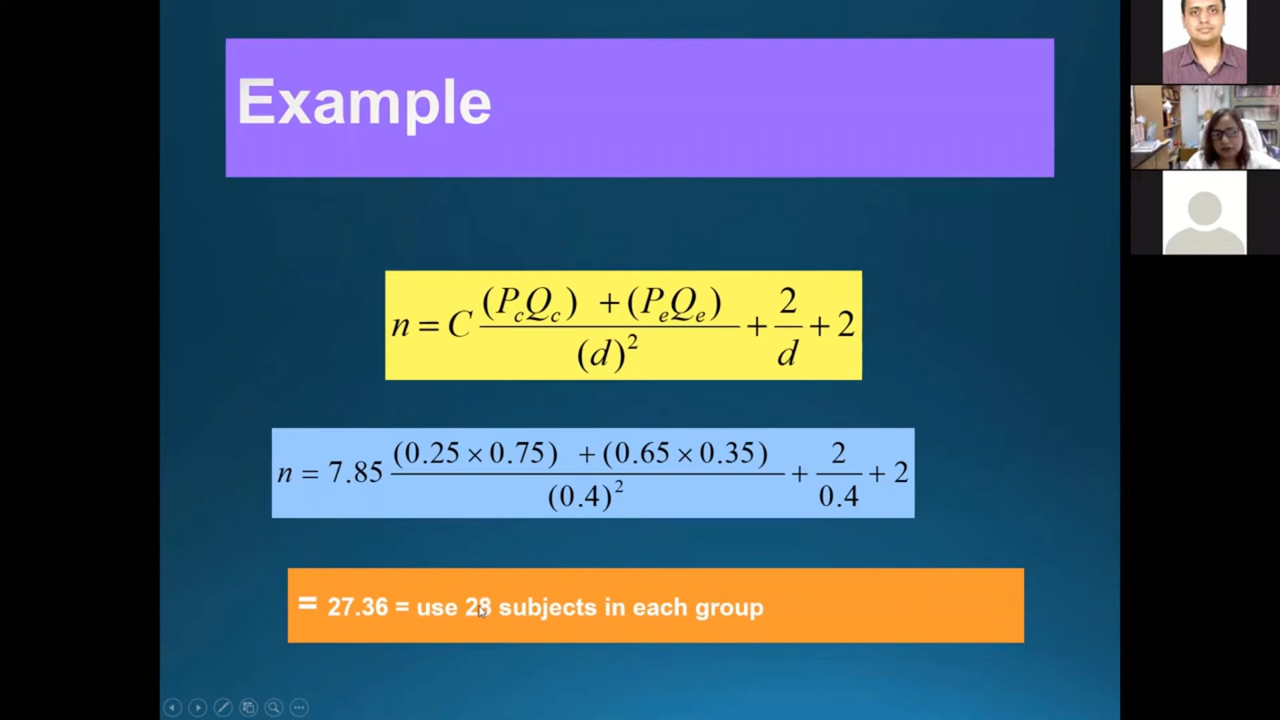 Example
n = C (P_cQ_c) + (P_eQ_e) / (d)² + 2/d + 2
n = 7.85 (0.25 × 0.75) + (0.65 × 0.35) / (0.4)² + 2/0.4 + 2
= 27.36 = use 28 subjects in each group